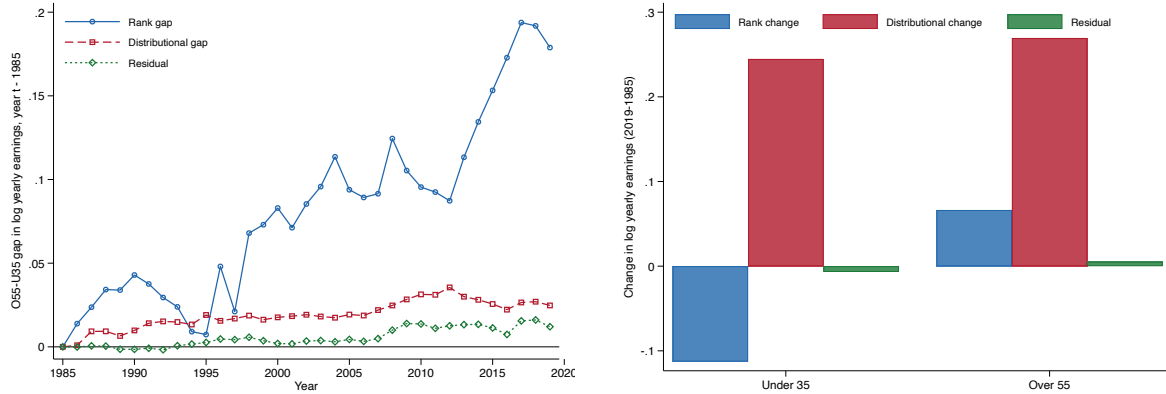 O55-U35 gap in log yearly earnings, year t - 1985
.2
.15
.1
.05
0
Rank gap
Distributional gap
Residual
1985 1990 1995 2000 2005 2010 2015 2020
Year
Change in log yearly earnings (2019-1985)
.3
.2
.1
0
-.1
Rank change Distributional change Residual
Under 35 Over 55